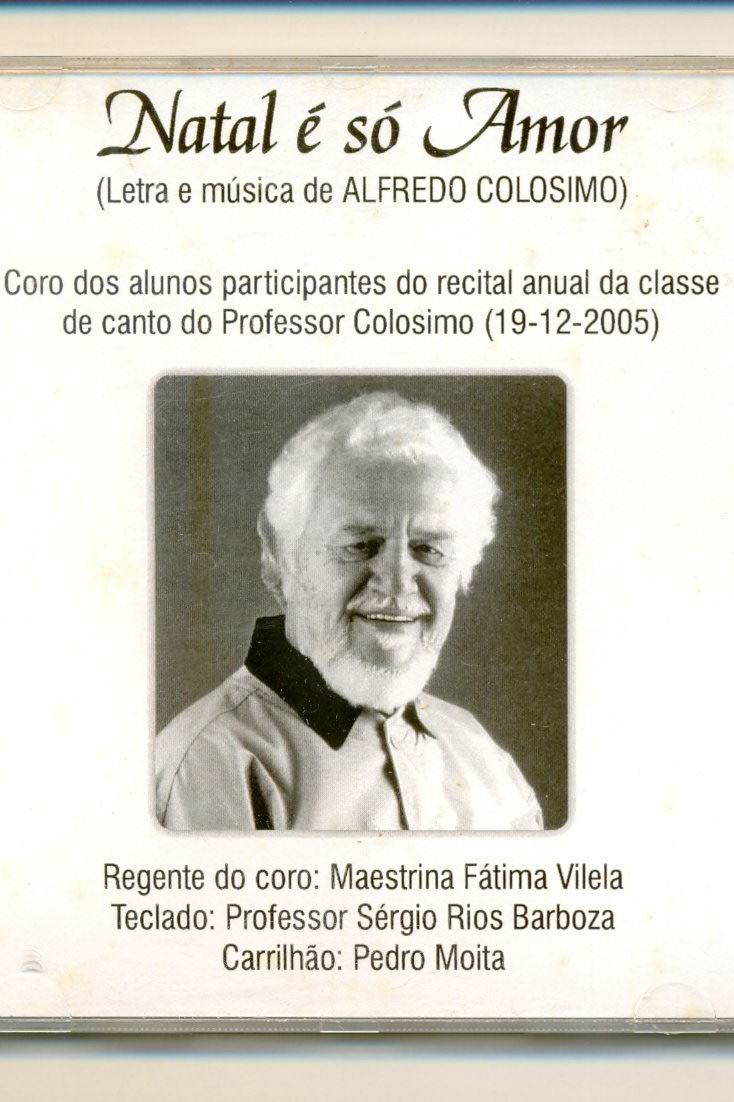 Natal é só Amor
(Letra e música de ALFREDO COLOSIMO)
Coro dos alunos participantes do recital anual da classe
de canto do Professor Colosimo (19-12-2005)
Regente do coro: Maestrina Fátima Vilela
Teclado: Professor Sérgio Rios Barboza
Carrilhão: Pedro Moita